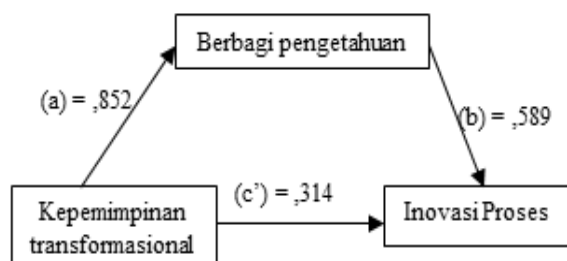 Berbagi pengetahuan
(a) = ,852
(b) = ,589
(c’) = ,314
Kepemimpinan
transformasional
Inovasi Proses